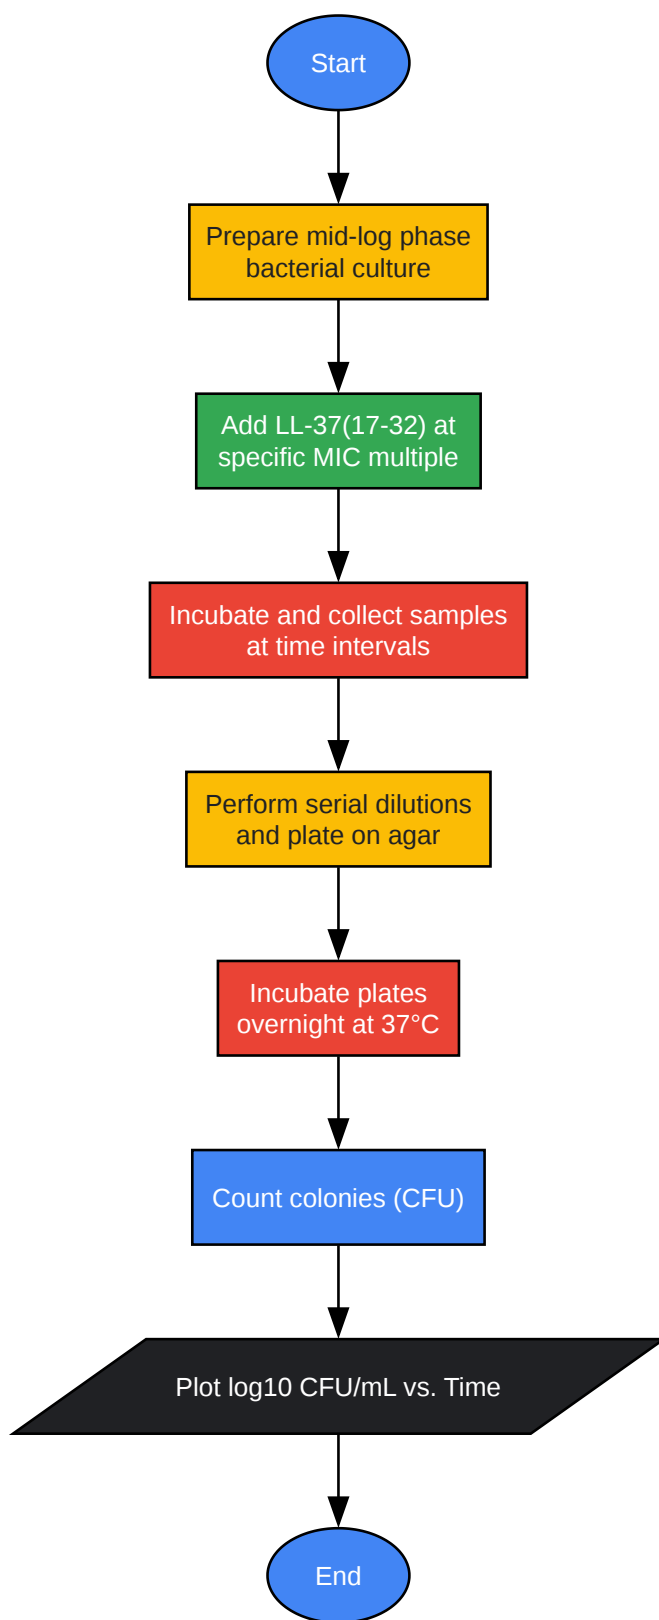 Start
Prepare mid-log phase
bacterial culture
Add LL-37(17-32) at
specific MIC multiple
Incubate and collect samples
at time intervals
Perform serial dilutions
and plate on agar
Incubate plates
overnight at 37°C
Count colonies (CFU)
Plot log10 CFU/mL vs. Time
End